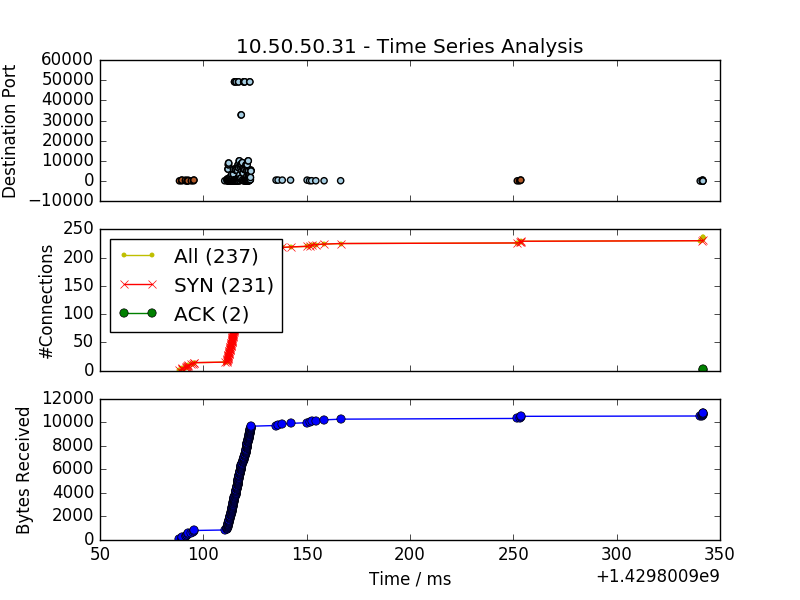 10.50.50.31 - Time Series Analysis
Destination Port
60000
50000
40000
30000
20000
10000
0
−10000
#Connections
250
200
150
100
50
0
All (237)
SYN (231)
ACK (2)
Bytes Received
12000
10000
8000
6000
4000
2000
0
50 100 150 200 250 300 350
Time / ms
+1.4298009e9